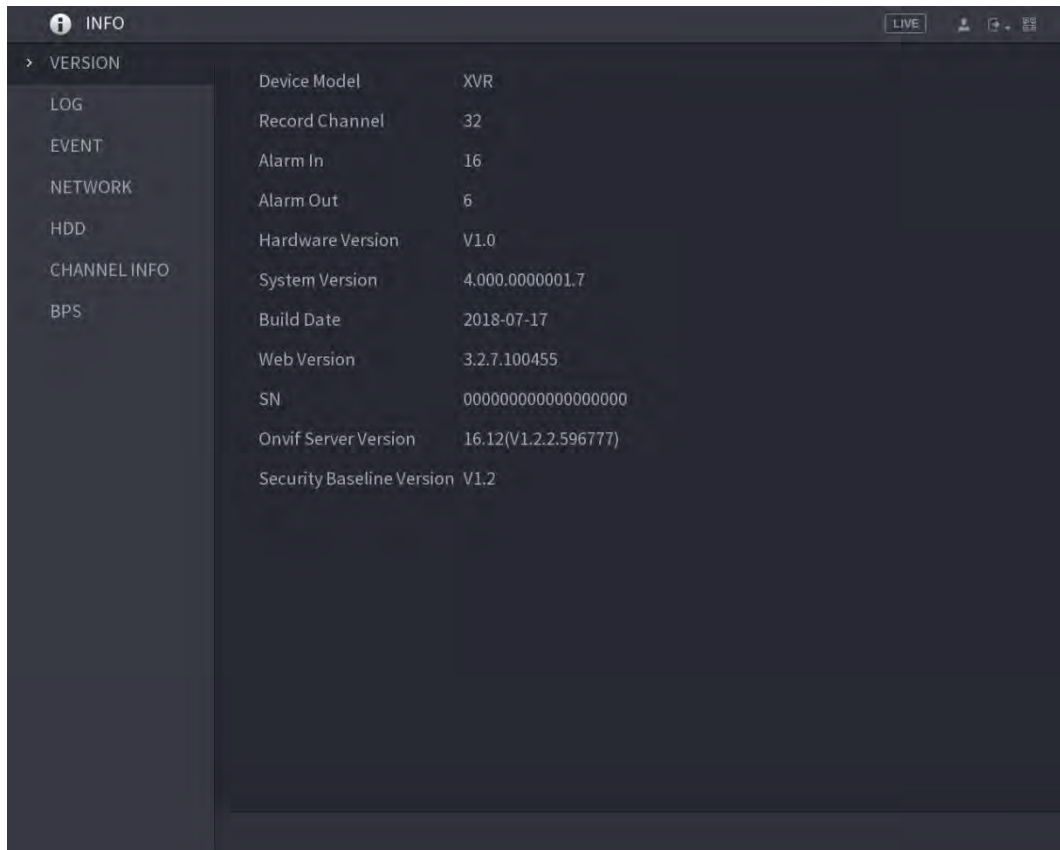 INFO
LIVE
VERSION
LOG
EVENT
NETWORK
HDD
CHANNEL INFO
BPS
Device Model XVR
Record Channel 32
Alarm In 16
Alarm Out 6
Hardware Version V1.0
System Version 4.000.0000001.7
Build Date 2018-07-17
Web Version 3.2.7.100455
SN 000000000000000000
Onvif Server Version 16.12(V1.2.2.596777)
Security Baseline Version V1.2